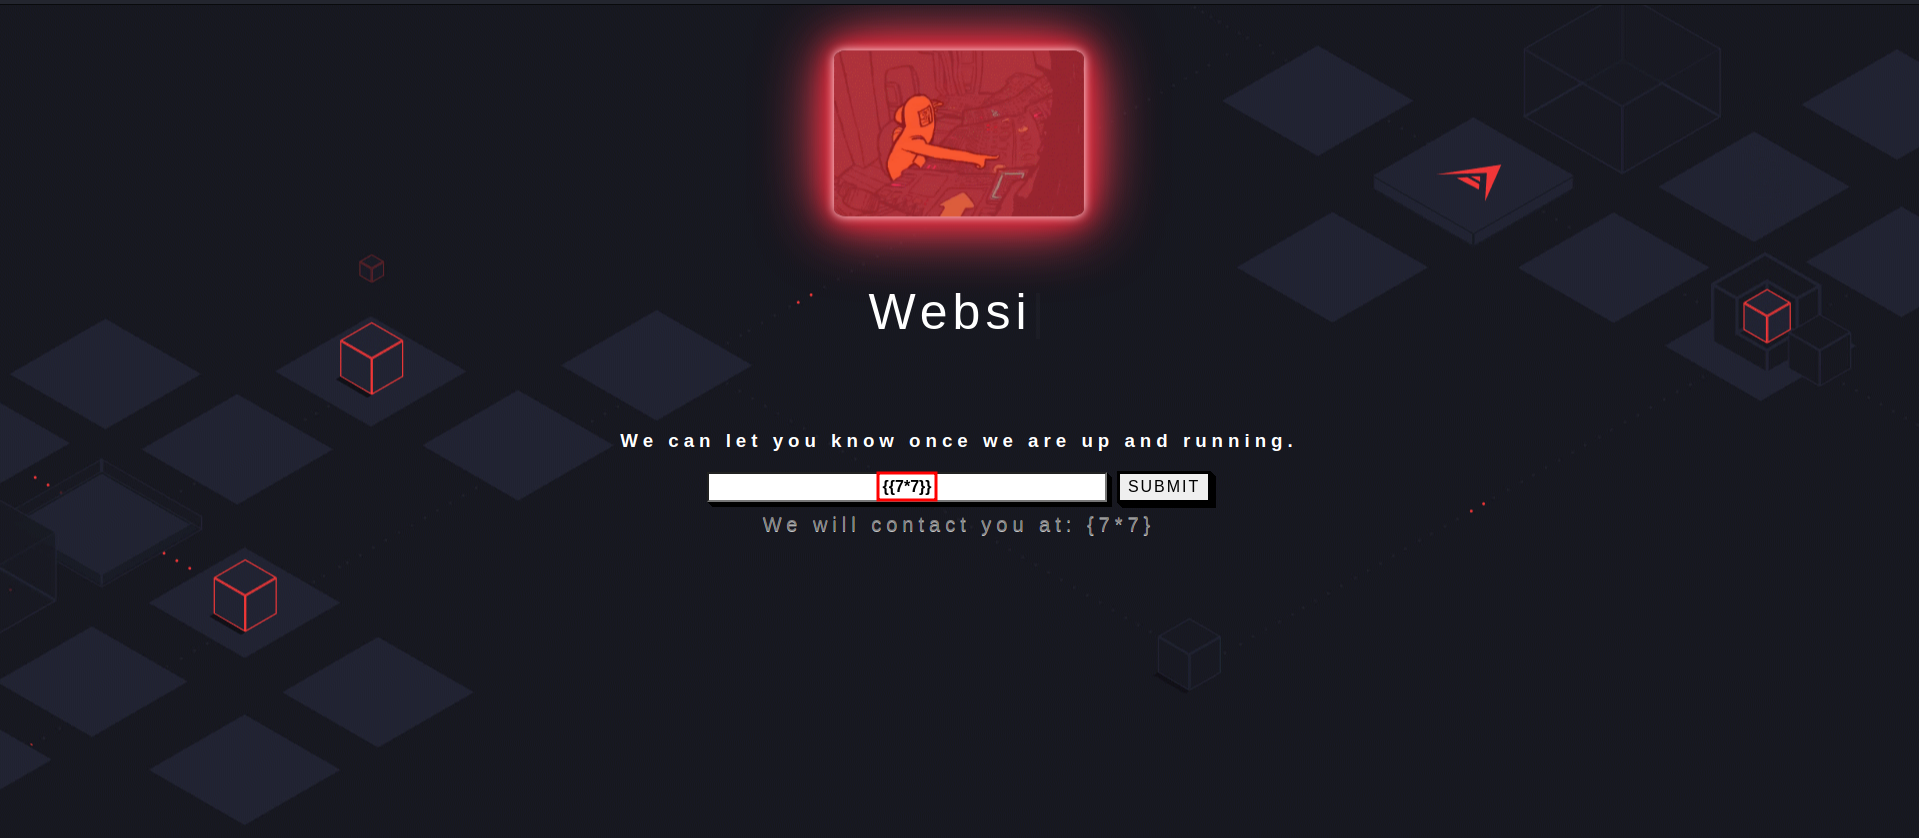 Websi
We can let you know once we are up and running.
{{7*7}} SUBMIT
We will contact you at: {7*7}